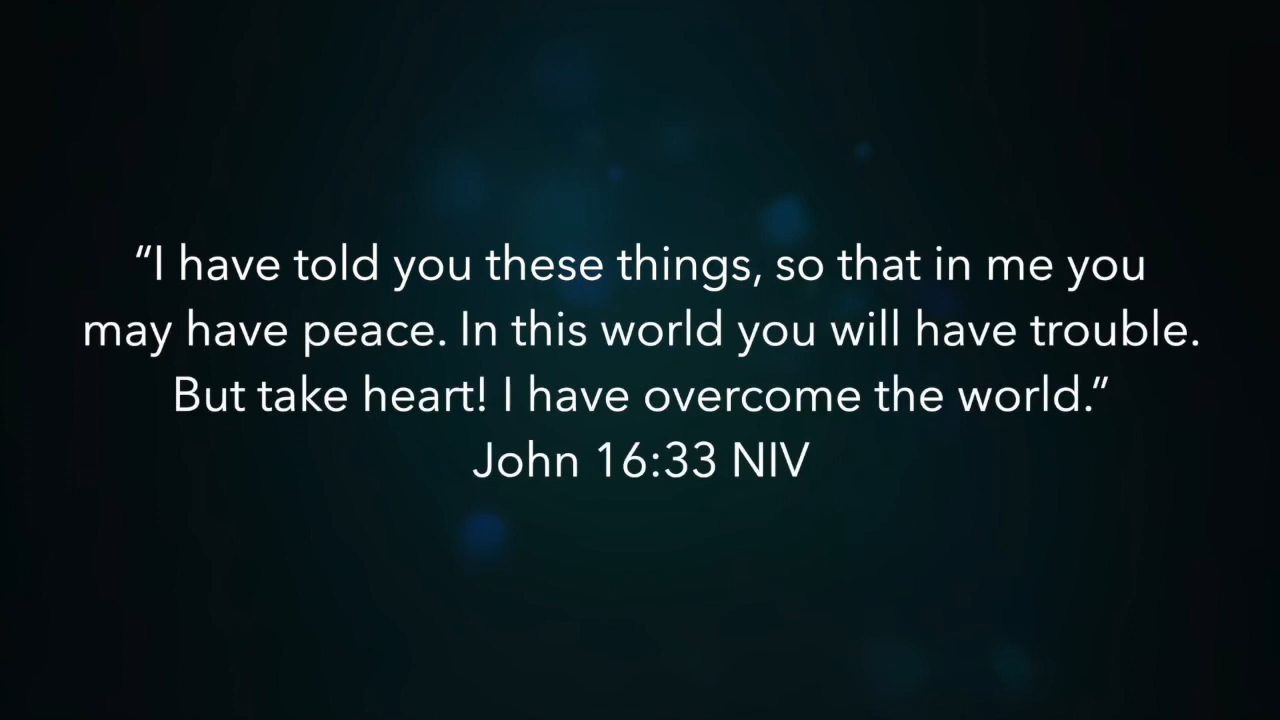 “I have told you these things, so that in me you
may have peace. In this world you will have trouble.
But take heart! I have overcome the world.”
John 16:33 NIV